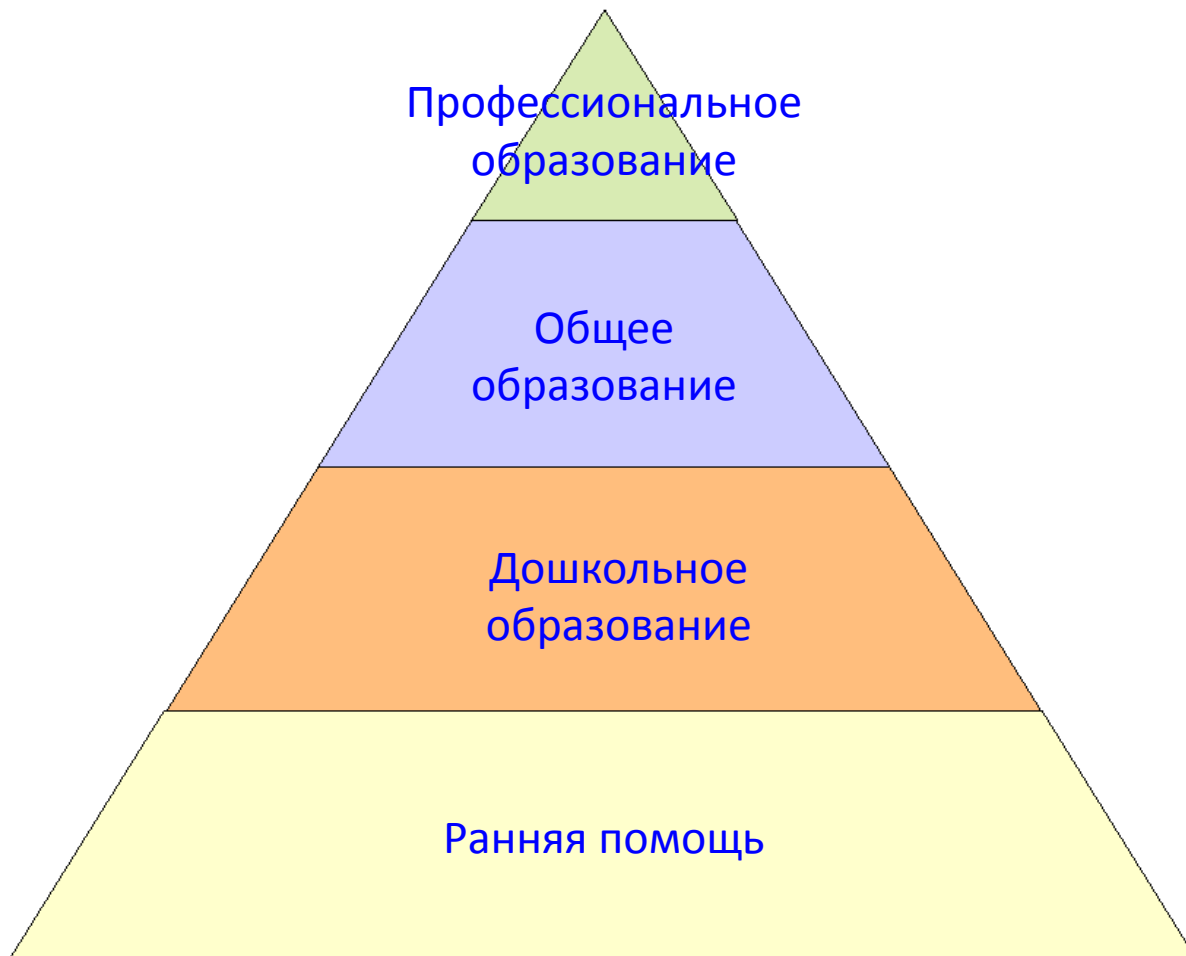 Профессиональное
образование
Общее
образование
Дошкольное
образование
Ранняя помощь